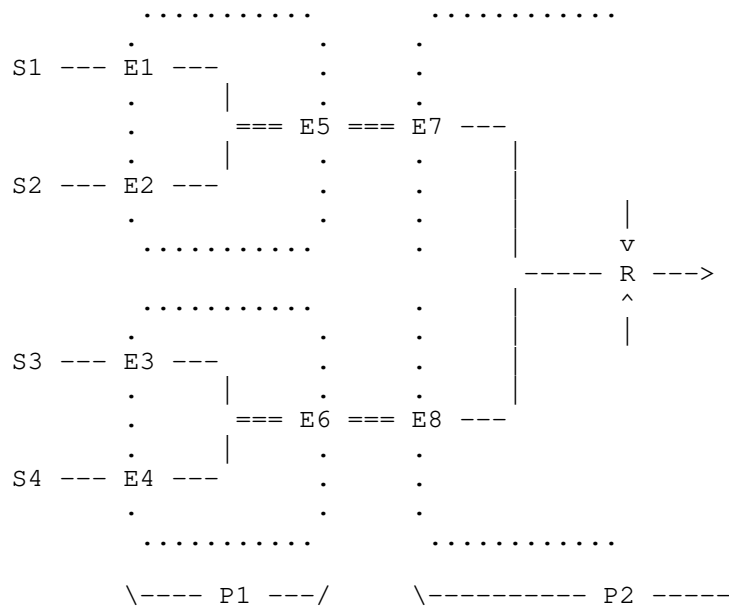 ........... ...........
. . .
S1 --- E1 --- . .
. | . .
. === E5 === E7 ---
. | . . |
S2 --- E2 --- . . |
. . . | |
........... . | v
----- R --->
........... . | ^
. . . | |
S3 --- E3 --- . . |
. | . . |
. === E6 === E8 ---
. | . .
S4 --- E4 --- . .
. . .
........... ...........
\---- P1 ---/ \---------- P2 -----